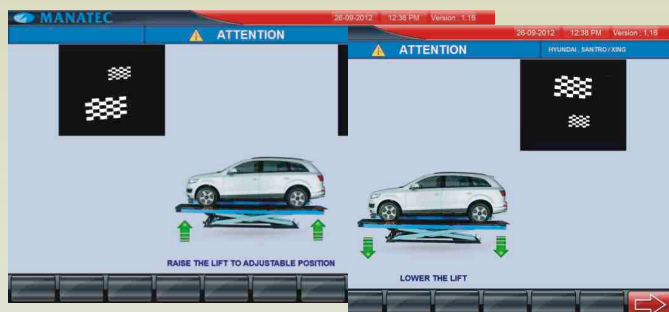 MANATEC
26-09-2012 12:38 PM Version : 1.16
ATTENTION
RAISE THE LIFT TO ADJUSTABLE POSITION
26-09-2012 12:38 PM Version : 1.16
ATTENTION
HYUNDAI , SANTRO / XING
LOWER THE LIFT